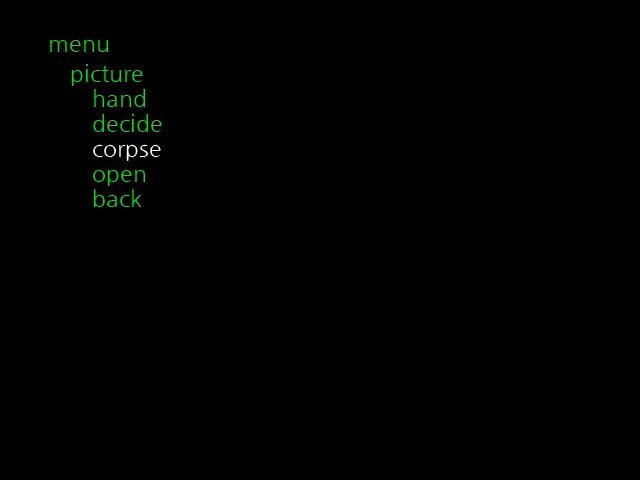 menu
picture
hand
decide
corpse
open
back